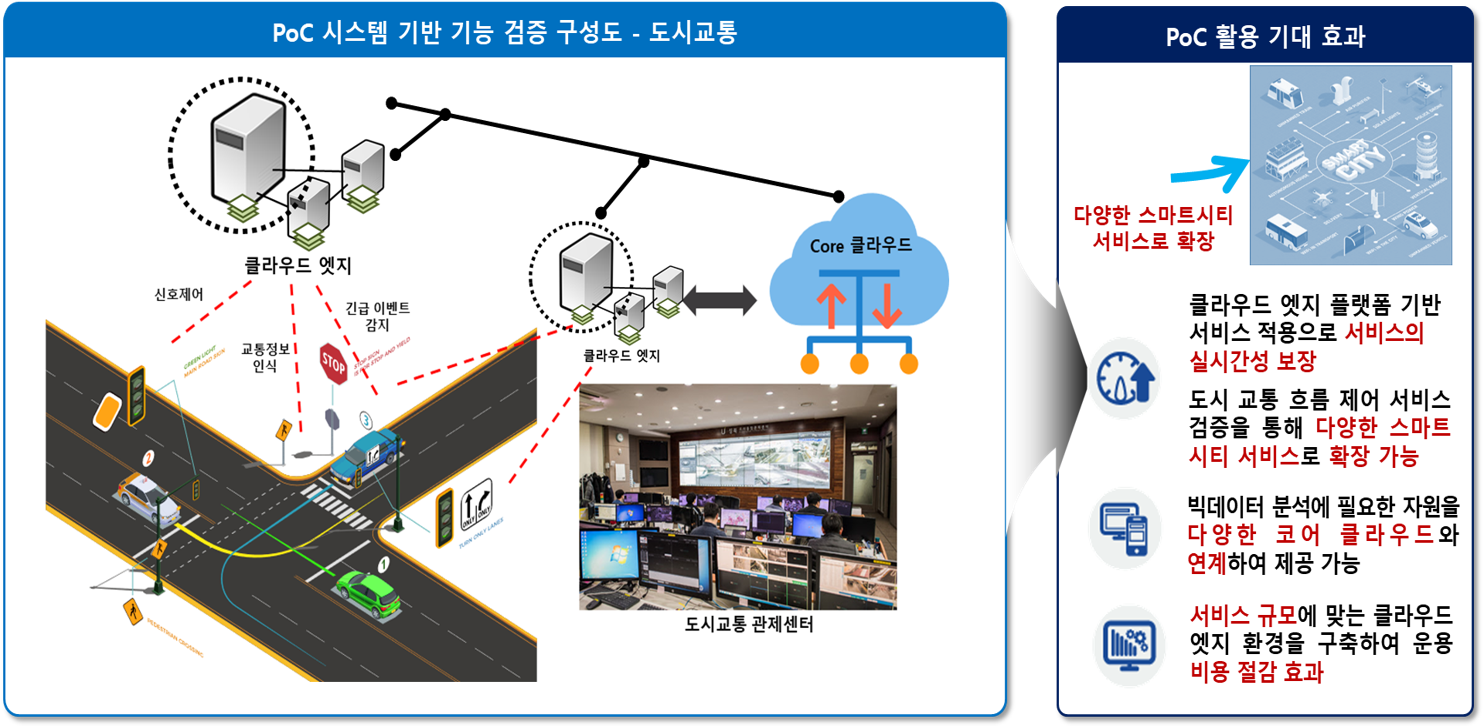 PoC 시스템 기반 기능 검증 구성도 - 도시교통
클라우드 엣지
신호제어
교통정보
인식
긴급 이벤트
감지
GREEN LIGHT
MAIN ROAD SIGN
STOP
STOP SIGN
2
3
1
ONLY
ONLY
TURN ONLY LANES
PEDESTRIAN CROSSING
클라우드 엣지
Core 클라우드
도시교통 관제센터
PoC 활용 기대 효과
SMART
CITY
다양한 스마트시티
서비스로 확장
클라우드 엣지 플랫폼 기반
서비스 적용으로 서비스의
실시간성 보장
도시 교통 흐름 제어 서비스
검증을 통해 다양한 스마트
시티 서비스로 확장 가능
빅데이터 분석에 필요한 자원을
다양한 코어 클라우드와
연계하여 제공 가능
서비스 규모에 맞는 클라우드
엣지 환경을 구축하여 운용
비용 절감 효과